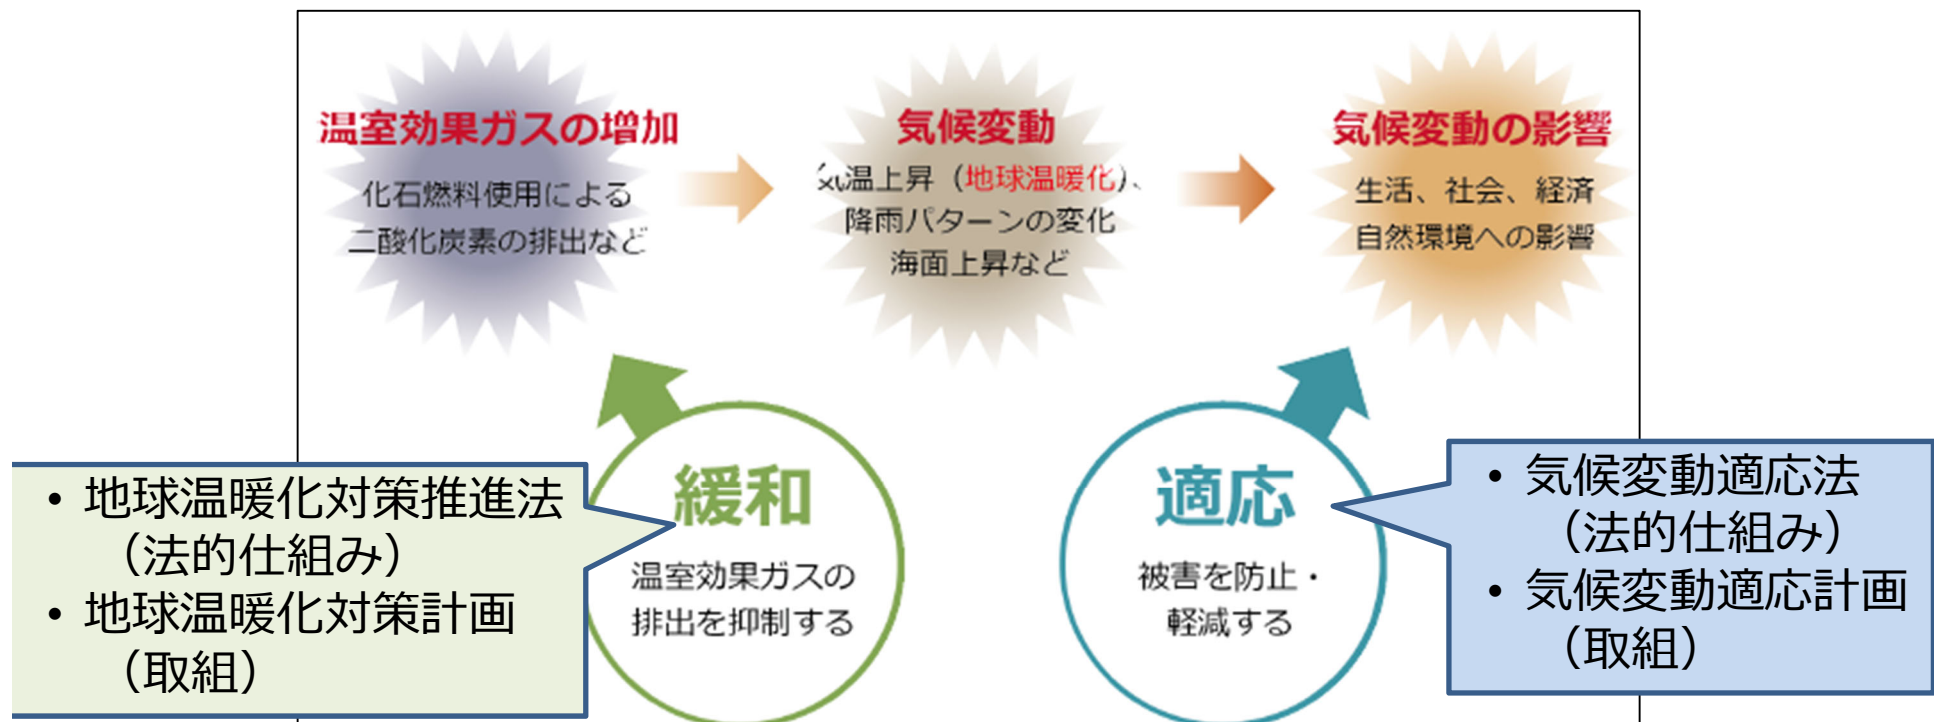 温室効果ガスの増加
化石燃料使用による
二酸化炭素の排出など
気候変動
気温上昇（地球温暖化）、
降雨パターンの変化
海面上昇など
気候変動の影響
生活、社会、経済
自然環境への影響
• 地球温暖化対策推進法
（法的仕組み）
• 地球温暖化対策計画
（取組）
緩和
温室効果ガスの
排出を抑制する
適応
被害を防止・
軽減する
• 気候変動適応法
（法的仕組み）
• 気候変動適応計画
（取組）